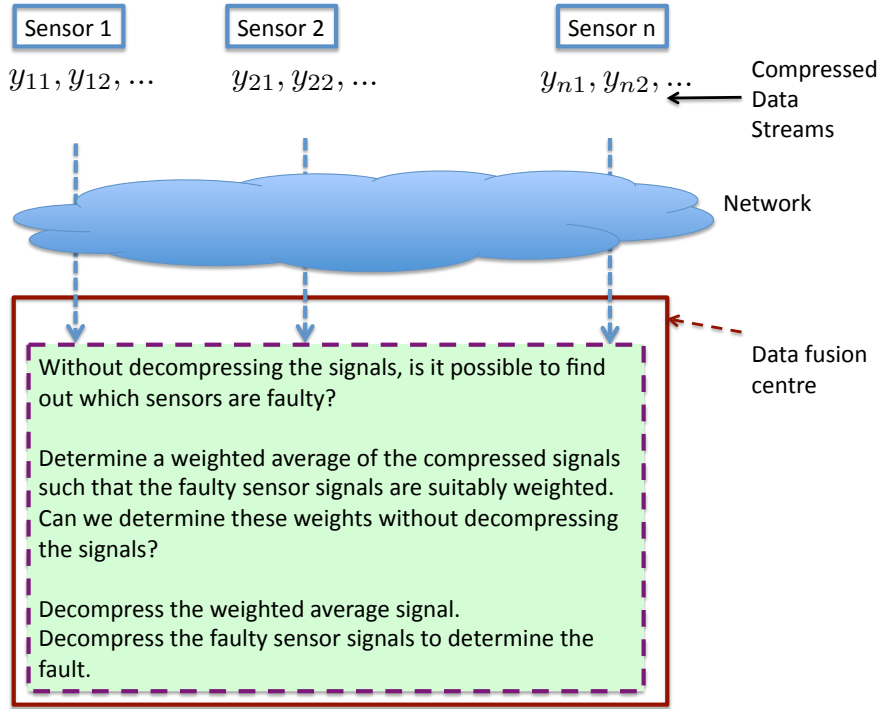 Sensor 1
Sensor 2
Sensor n
y₁₁, y₁₂, ...
y₂₁, y₂₂, ...
yₙ₁, yₙ₂, ...
Compressed
Data
Streams
Network
Without decompressing the signals, is it possible to find
out which sensors are faulty?
Determine a weighted average of the compressed signals
such that the faulty sensor signals are suitably weighted.
Can we determine these weights without decompressing
the signals?
Decompress the weighted average signal.
Decompress the faulty sensor signals to determine the
fault.
Data fusion
centre